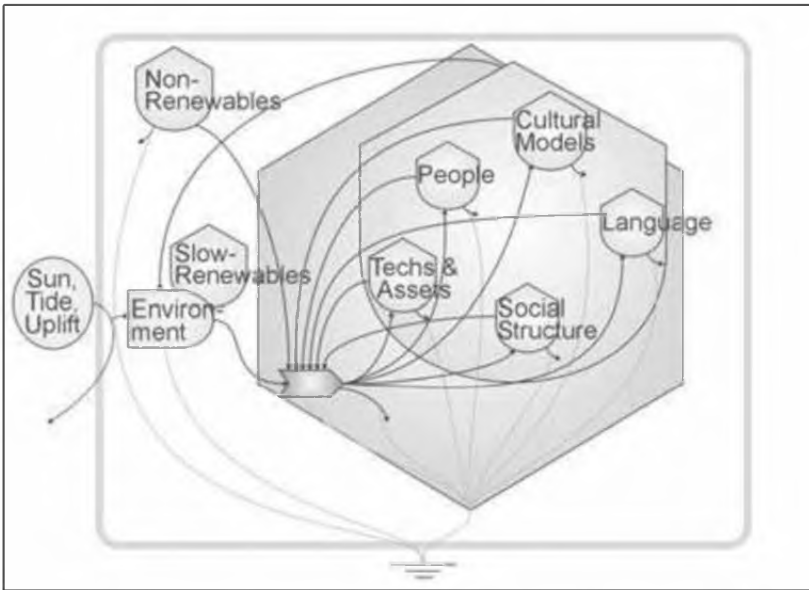 Non-
Renewables
Cultural
Models
People
Language
Slow-
Renewables
Techs &
Assets
Sun,
Tide,
Uplift
Environ-
ment
Social
Structure